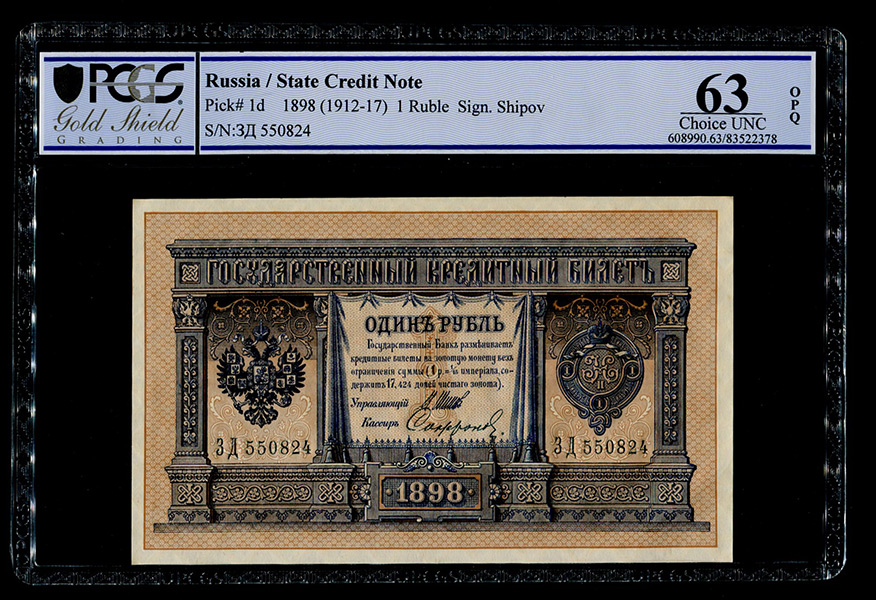 PCGS
Gold Shield
GRADING
Russia / State Credit Note
Pick# 1d 1898 (1912-17) 1 Ruble Sign. Shipov
S/N:ЗД 550824
63
Choice UNC
608990.63/83522378
OPQ
ГОСУДАРСТВЕННЫЙ КРЕДИТНЫЙ БИЛЕТЪ
ОДИНЪ РУБЛЬ
Государственный Банкъ размѣниваетъ
кредитные билеты на золотую монету безъ
ограниченія суммы (1 р.= 1/15 имперіала, со-
держитъ 17,424 долей чистаго золота).
Управляющій
Кассиръ
1
1
1
ЗД 550824
ЗД 550824
1898